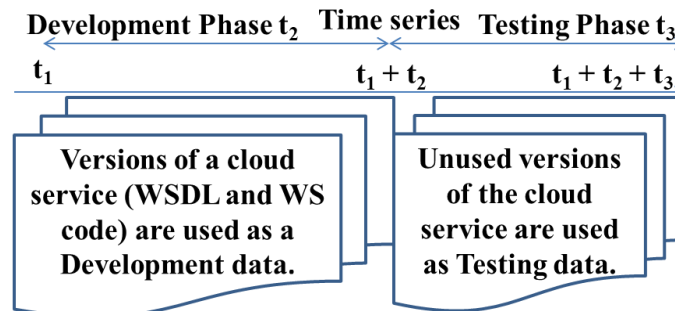 Development Phase t2 Time series Testing Phase t3
t1 t1 + t2 t1 + t2 + t3
Versions of a cloud
service (WSDL and WS
code) are used as a
Development data.
Unused versions
of the cloud
service are used
as Testing data.